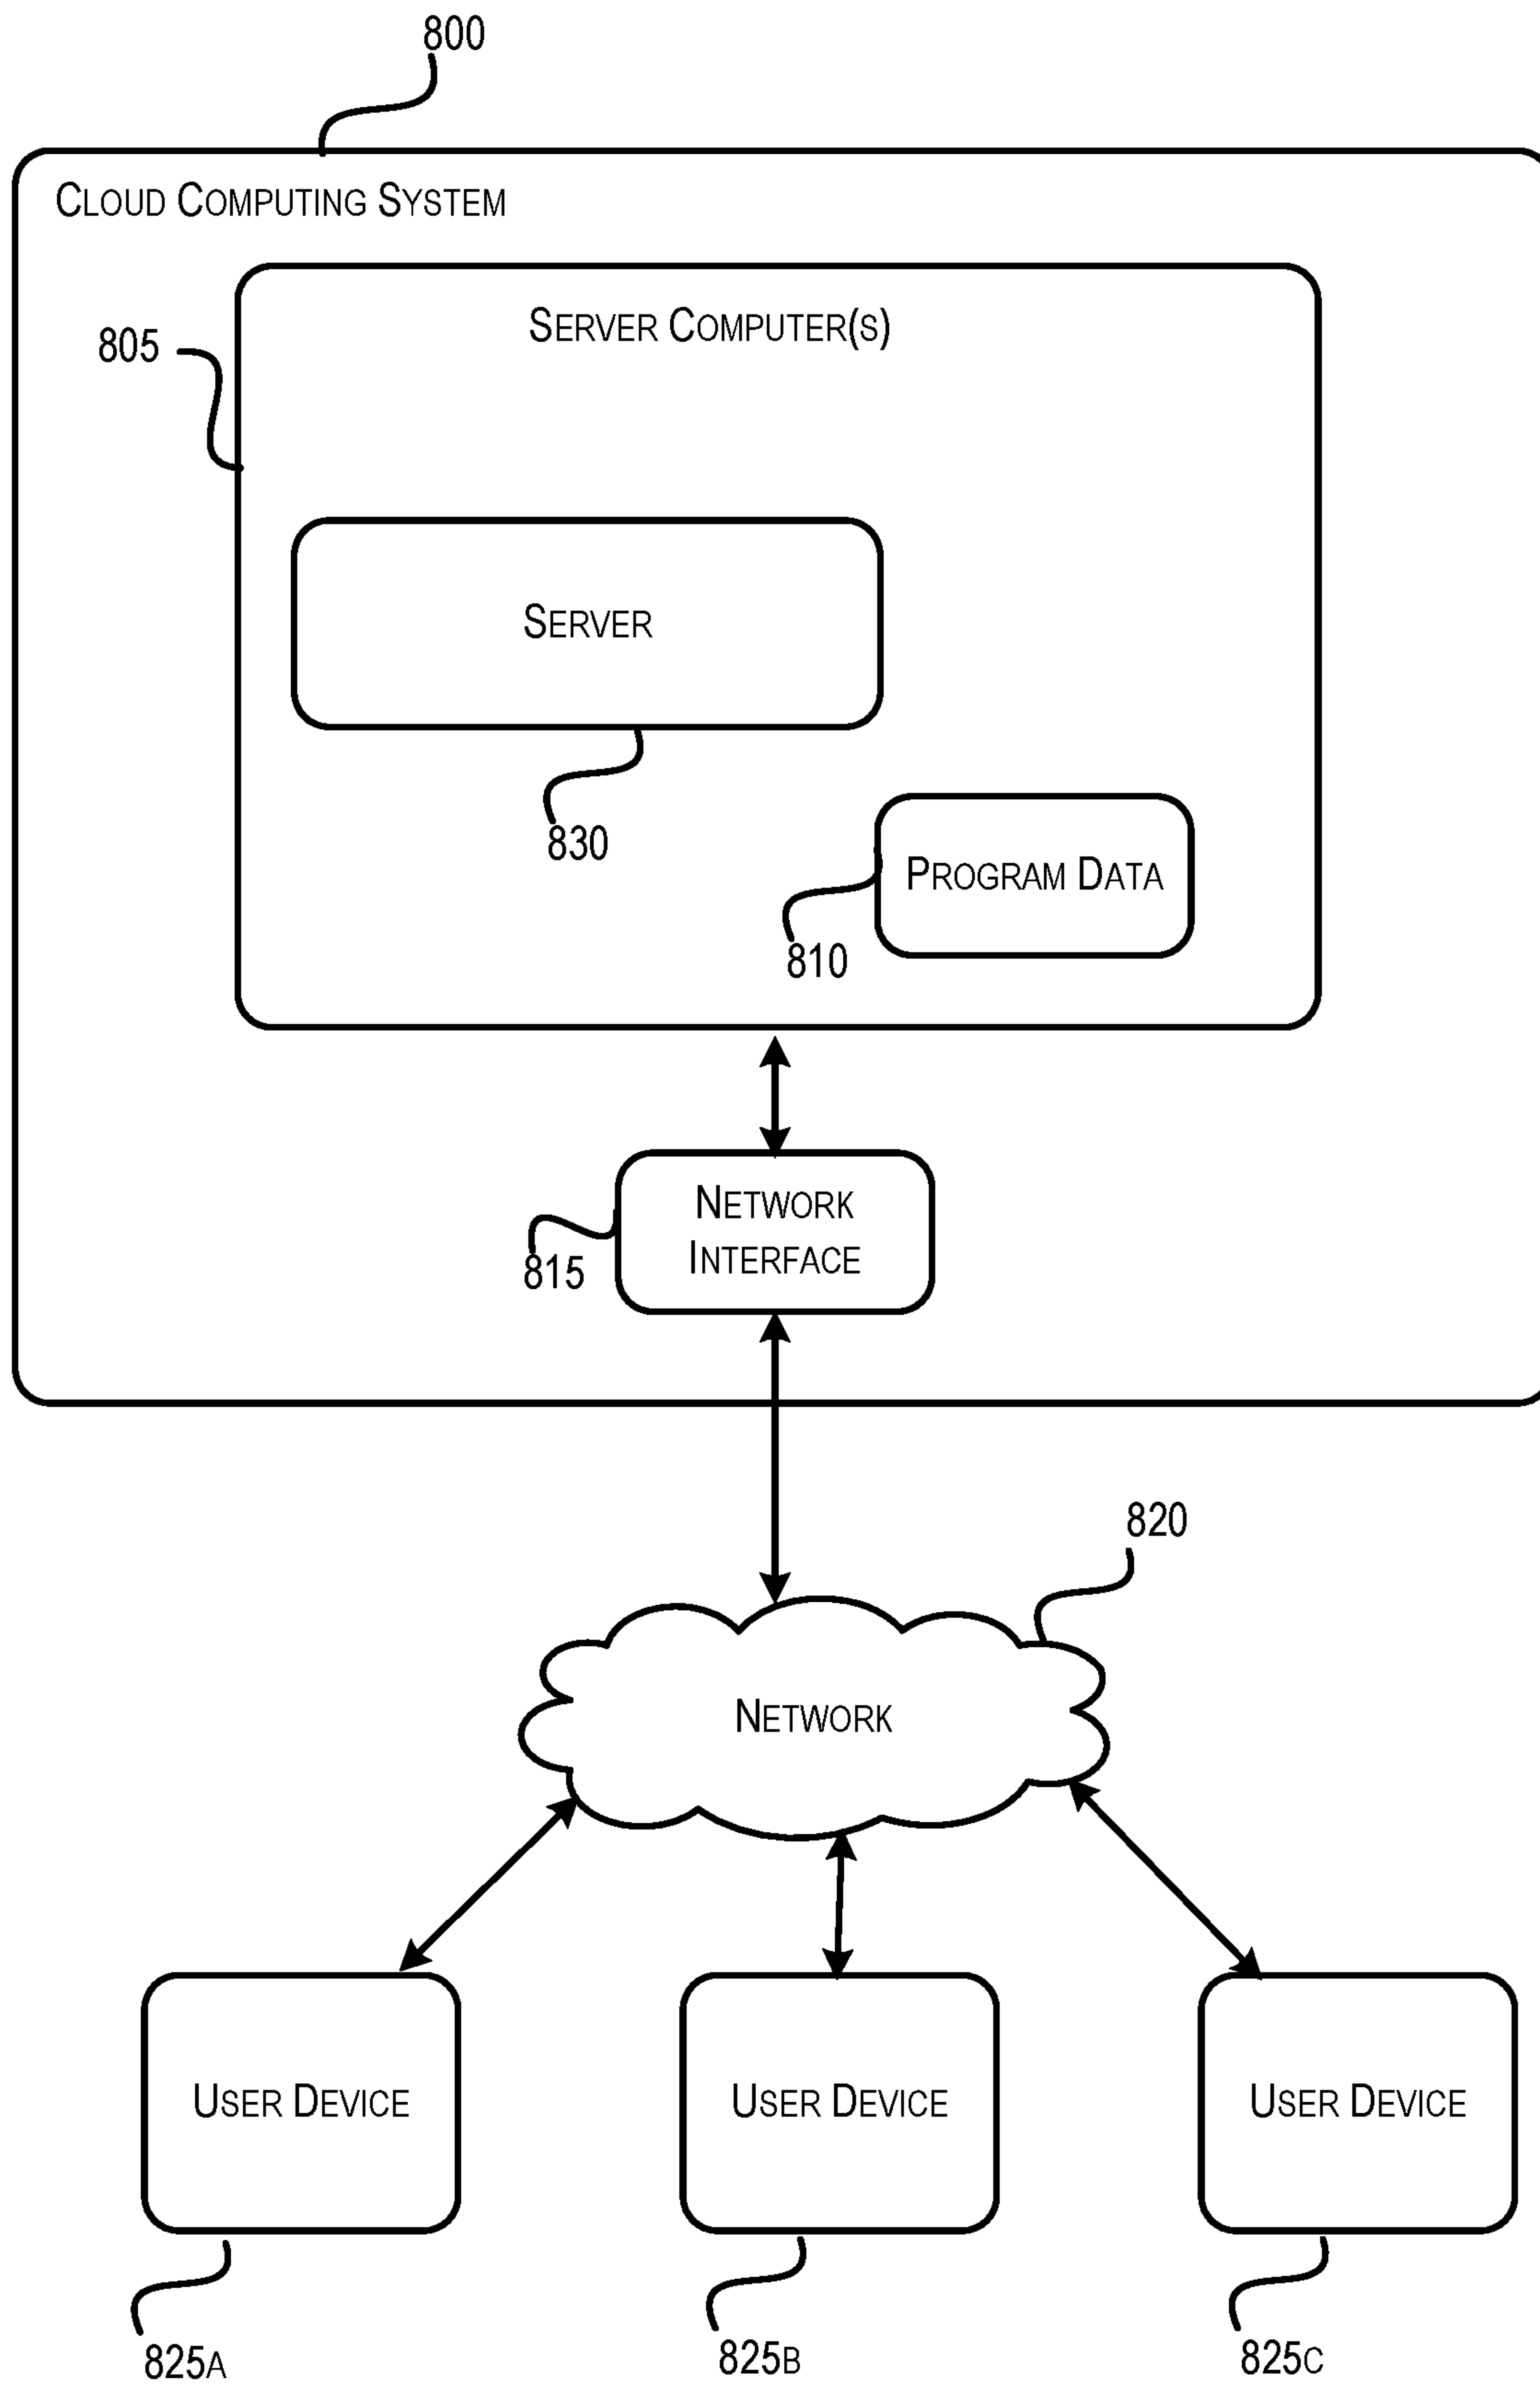 800
CLOUD COMPUTING SYSTEM
SERVER COMPUTER(S)
805
SERVER
830
PROGRAM DATA
810
NETWORK
INTERFACE
815
820
NETWORK
USER DEVICE
USER DEVICE
USER DEVICE
825A
825B
825C